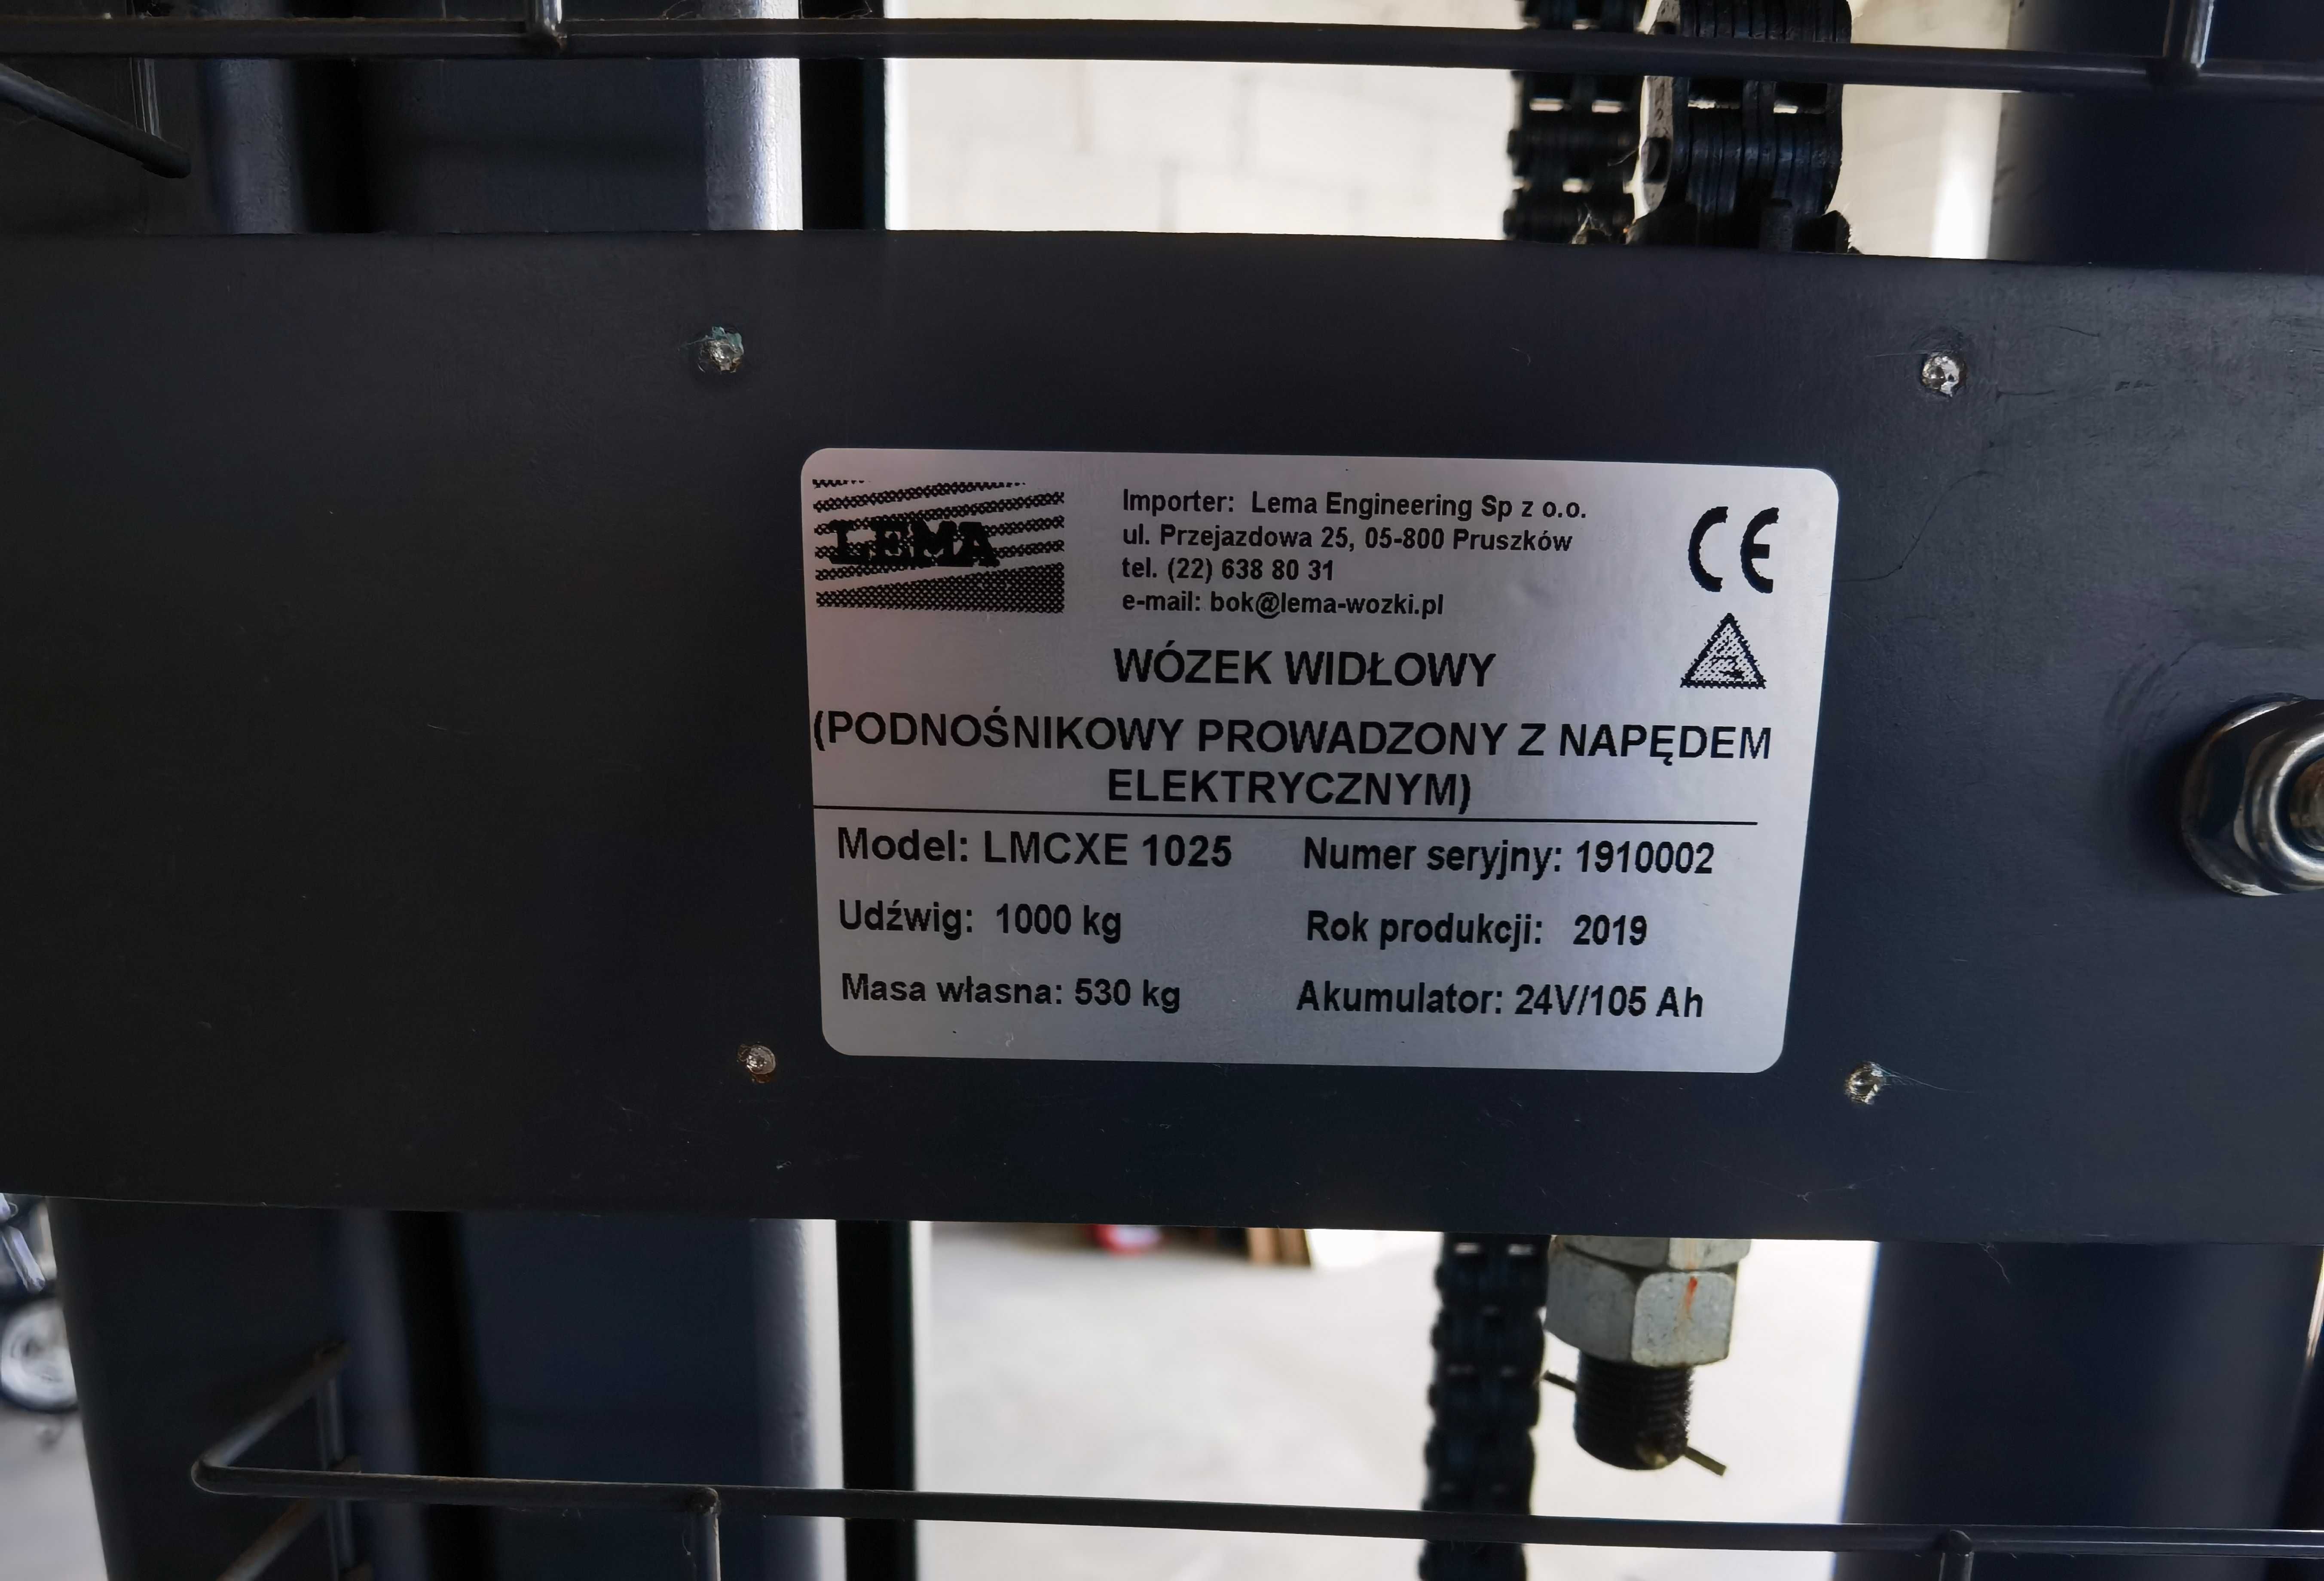 LEMA
Importer: Lema Engineering Sp z o.o.
ul. Przejazdowa 25, 05-800 Pruszków
tel. (22) 638 80 31
e-mail: bok@lema-wozki.pl
CE
WÓZEK WIDŁOWY
(PODNOŚNIKOWY PROWADZONY Z NAPĘDEM
ELEKTRYCZNYM)
Model: LMCXE 1025 Numer seryjny: 1910002
Udźwig: 1000 kg Rok produkcji: 2019
Masa własna: 530 kg Akumulator: 24V/105 Ah